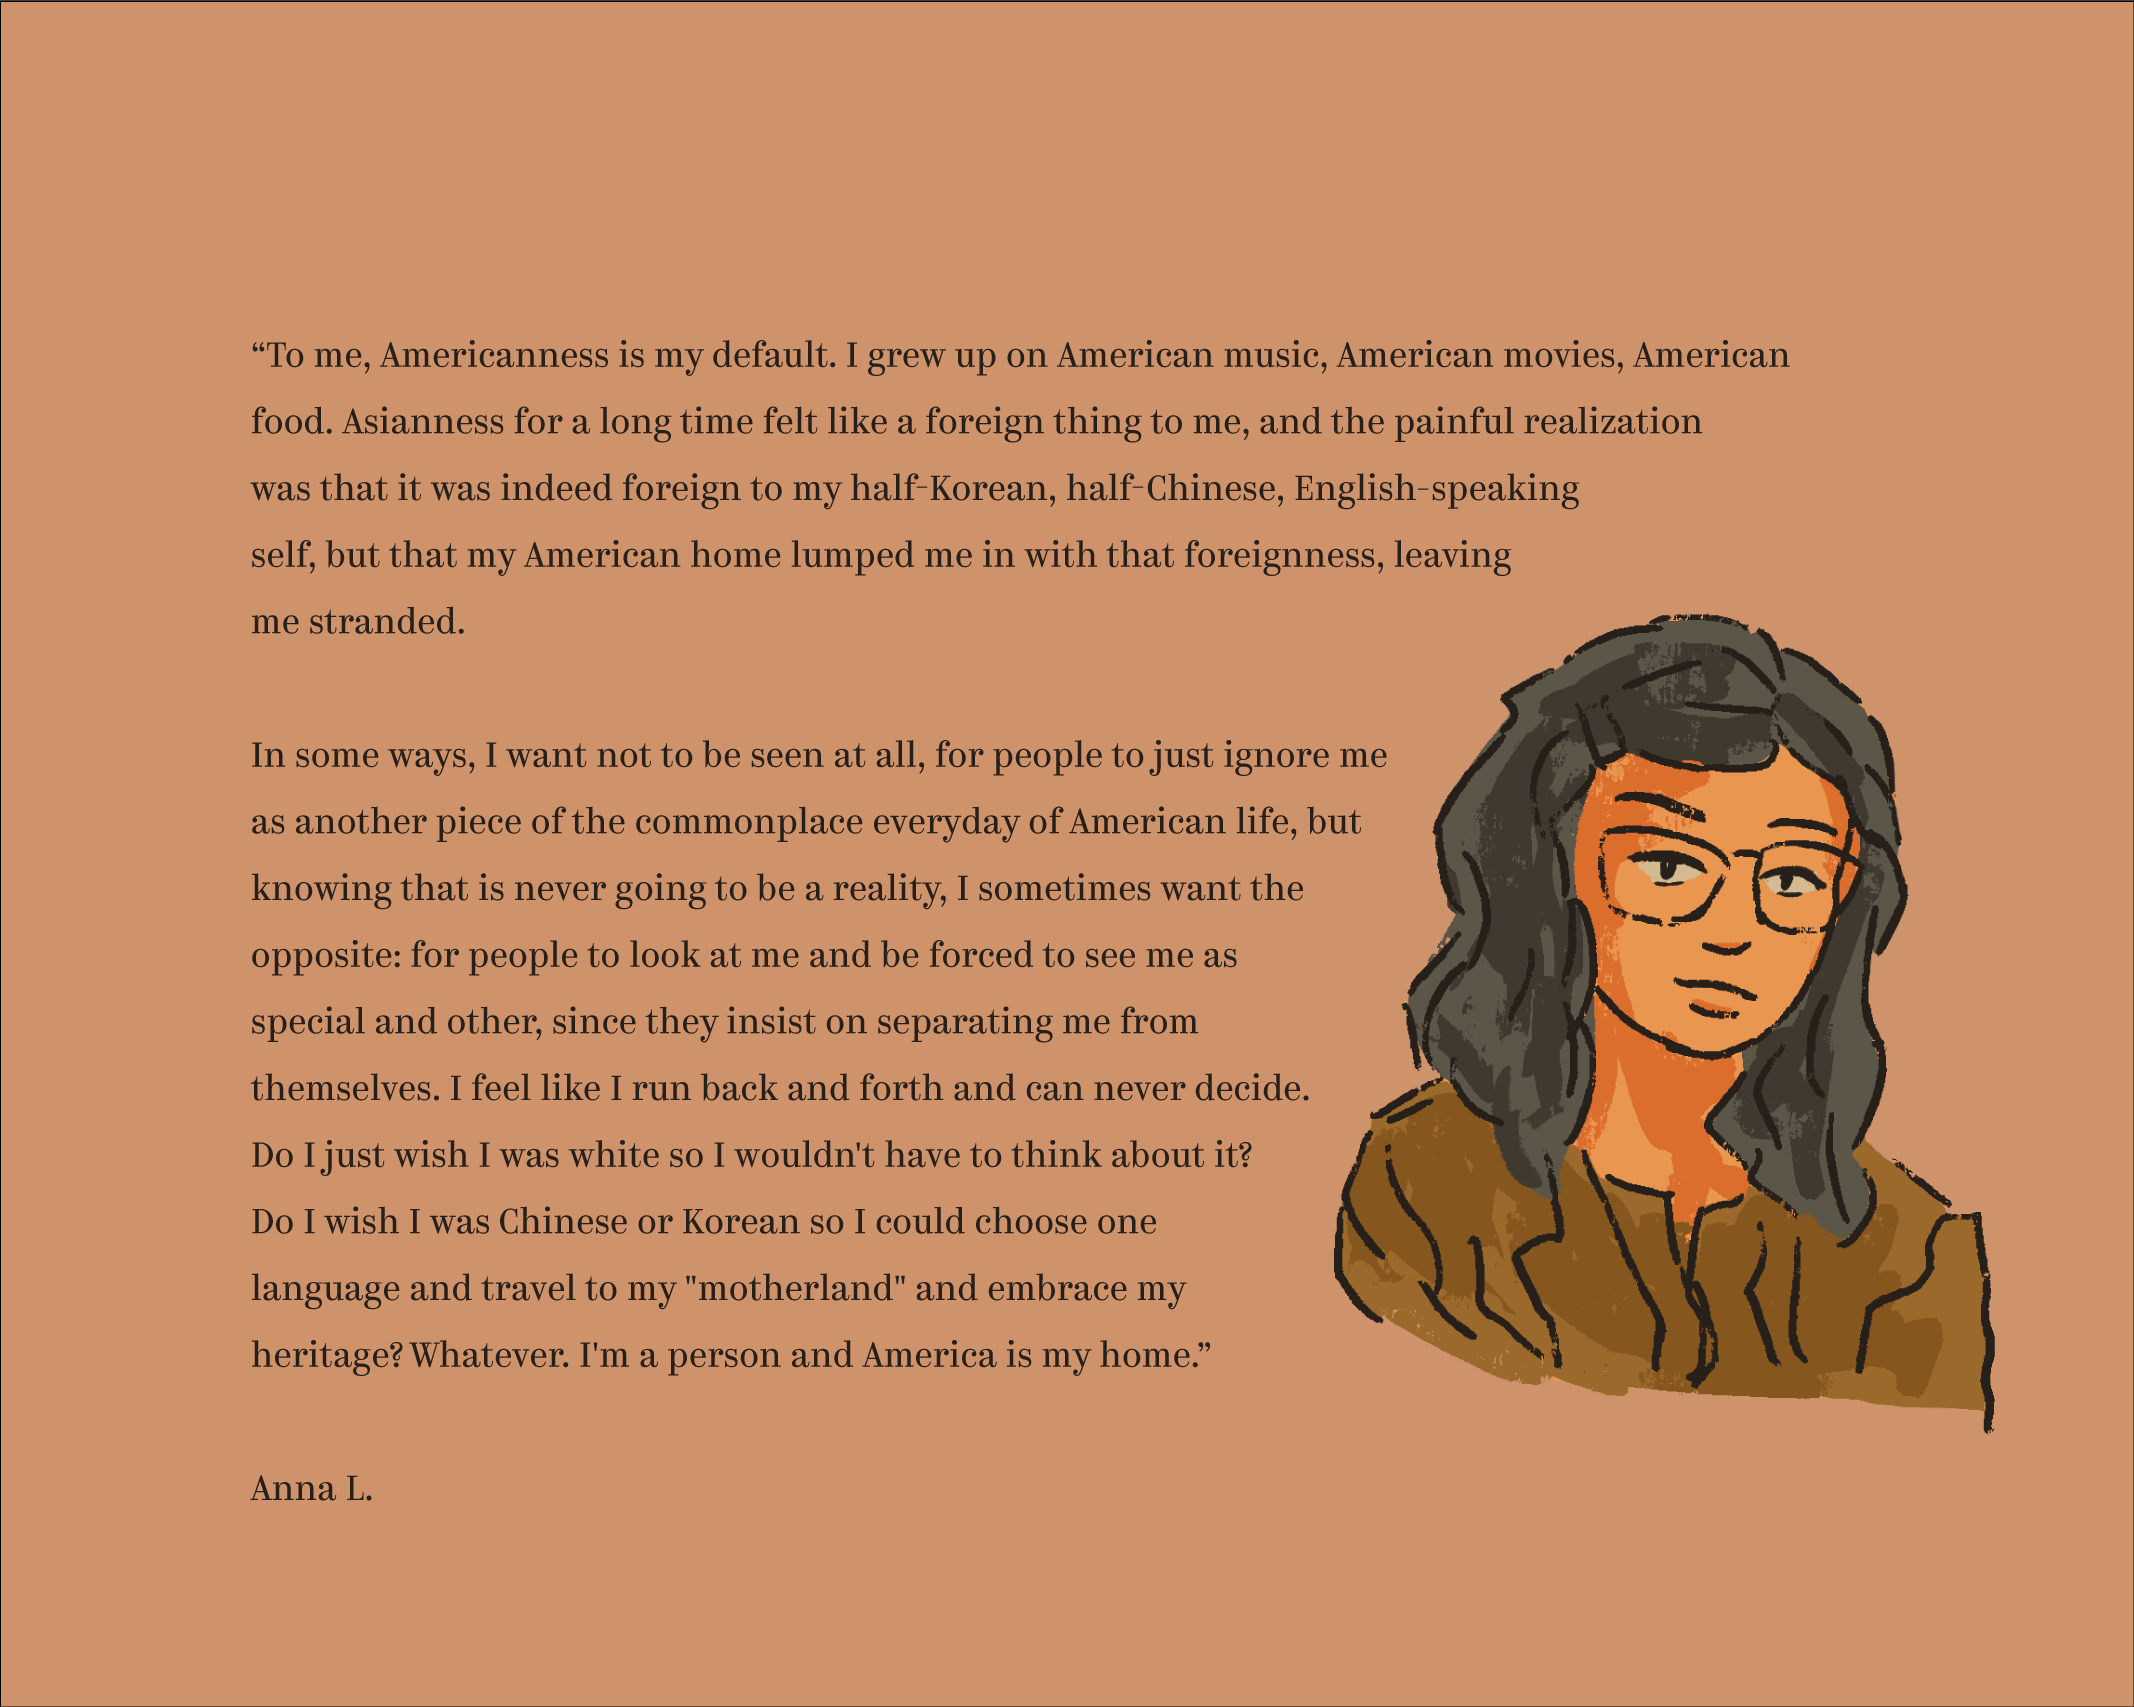 “To me, Americanness is my default. I grew up on American music, American movies, American
food. Asianness for a long time felt like a foreign thing to me, and the painful realization
was that it was indeed foreign to my half-Korean, half-Chinese, English-speaking
self, but that my American home lumped me in with that foreignness, leaving
me stranded.
In some ways, I want not to be seen at all, for people to just ignore me
as another piece of the commonplace everyday of American life, but
knowing that is never going to be a reality, I sometimes want the
opposite: for people to look at me and be forced to see me as
special and other, since they insist on separating me from
themselves. I feel like I run back and forth and can never decide.
Do I just wish I was white so I wouldn't have to think about it?
Do I wish I was Chinese or Korean so I could choose one
language and travel to my "motherland" and embrace my
heritage? Whatever. I'm a person and America is my home.”
Anna L.